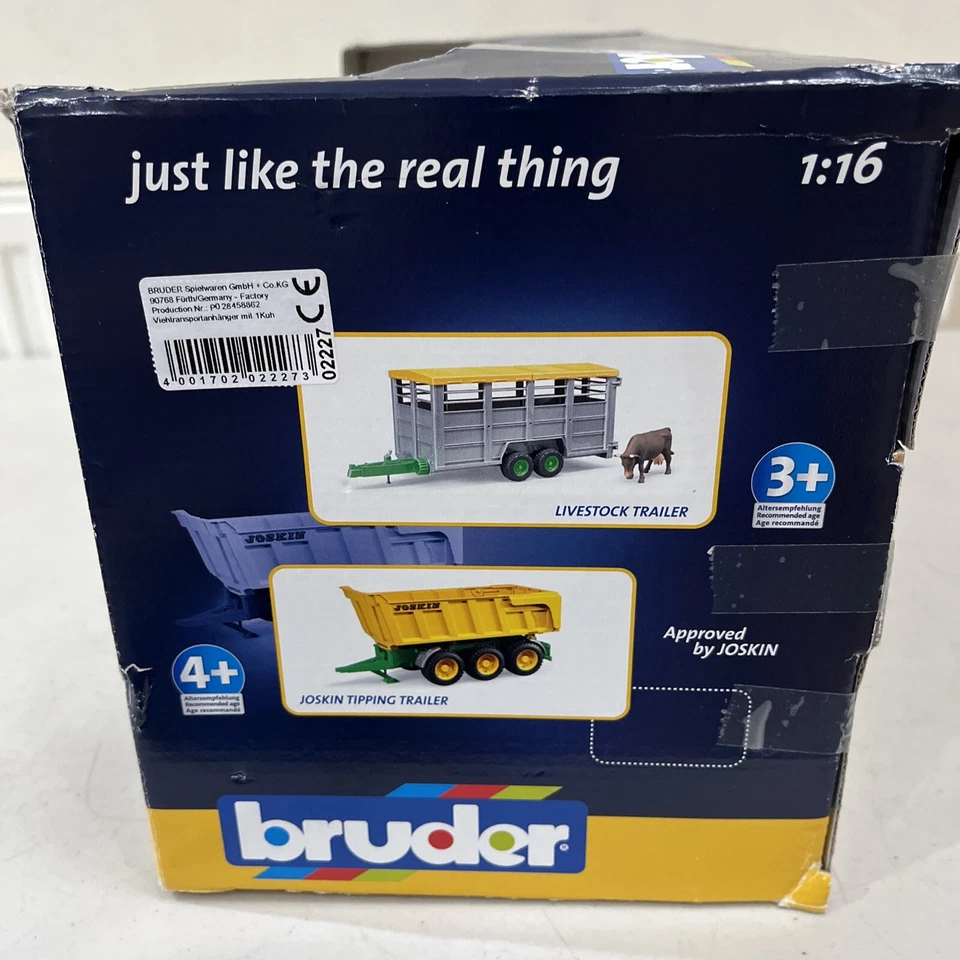 just like the real thing
1:16
BRUDER Spielwaren GmbH + Co.KG
90768 Fürth/Germany - Factory
Production Nr.: P028458862
Viehtransportanhänger mit 1Kuh
CE
02227
4 001702 022273
LIVESTOCK TRAILER
3+
Altersempfehlung
Recommended age
Age recommandé
JOSKIN
JOSKIN
Approved
by JOSKIN
4+
Altersempfehlung
Recommended age
Age recommandé
JOSKIN TIPPING TRAILER
bruder®